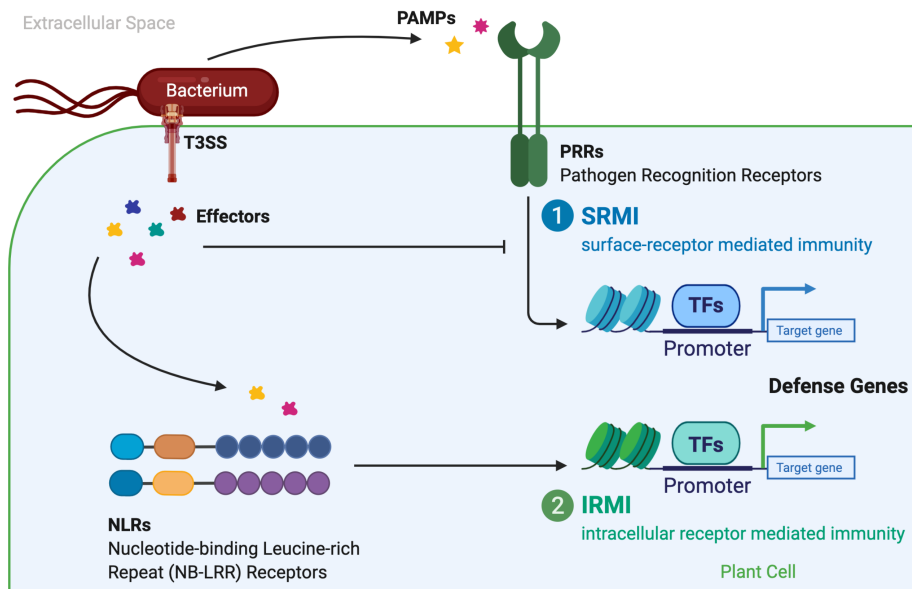 Extracellular Space
PAMPs
Bacterium
T3SS
PRRs
Pathogen Recognition Receptors
Effectors
1 SRMI
surface-receptor mediated immunity
TFs
Target gene
Promoter
Defense Genes
TFs
Target gene
Promoter
2 IRMI
intracellular receptor mediated immunity
NLRs
Nucleotide-binding Leucine-rich
Repeat (NB-LRR) Receptors
Plant Cell